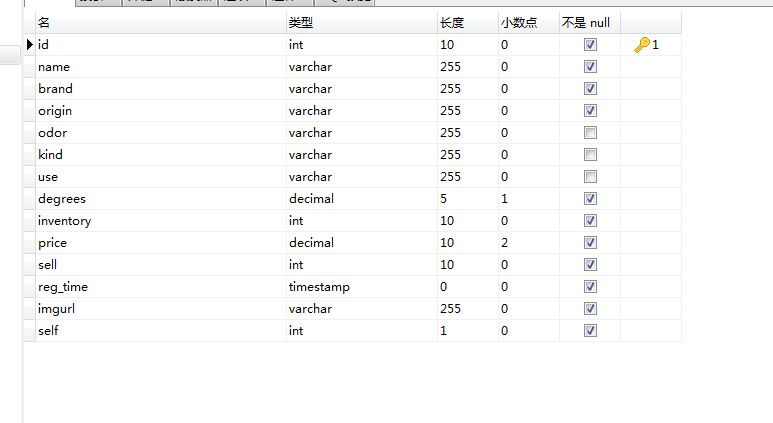 名 类型 长度 小数点 不是 null
id int 10 0 1
name varchar 255 0
brand varchar 255 0
origin varchar 255 0
odor varchar 255 0
kind varchar 255 0
use varchar 255 0
degrees decimal 5 1
inventory int 10 0
price decimal 10 2
sell int 10 0
reg_time timestamp 0 0
imgurl varchar 255 0
self int 1 0